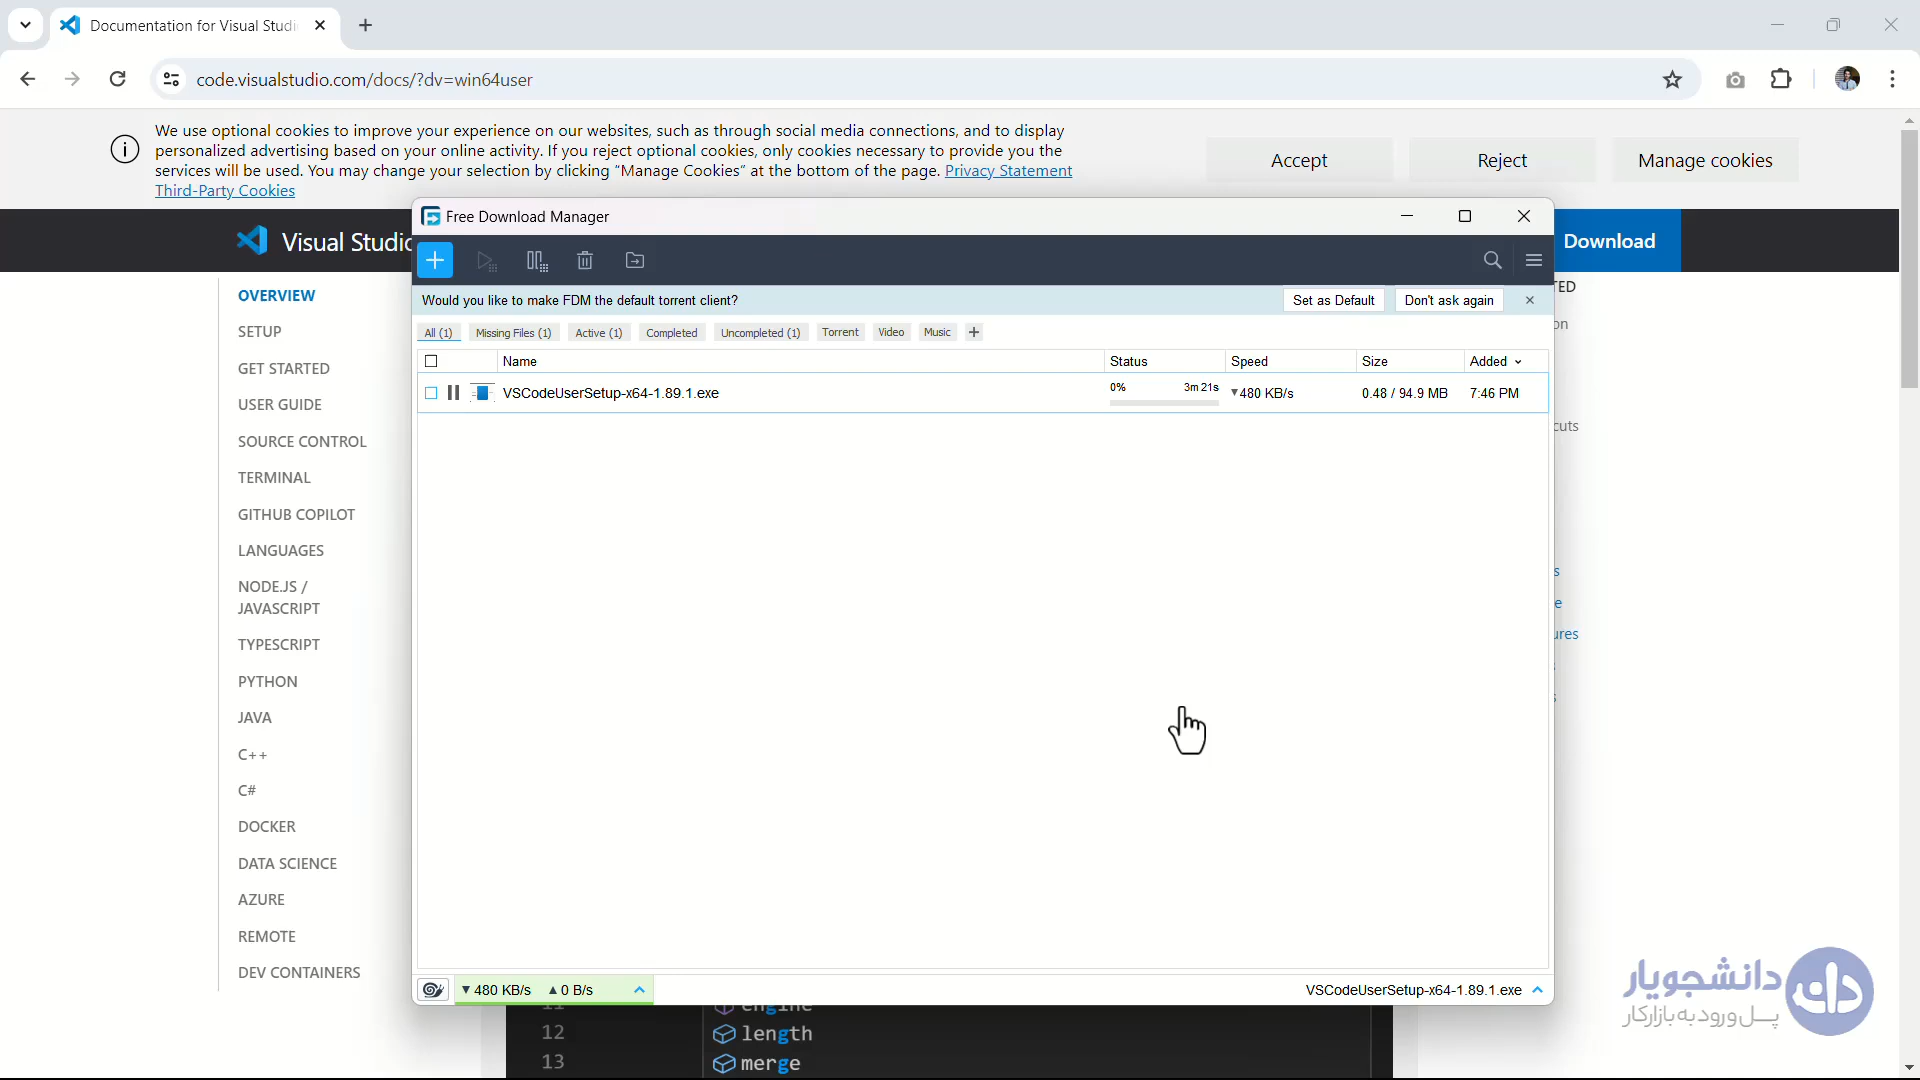 Documentation for Visual Studi
code.visualstudio.com/docs/?dv=win64user
We use optional cookies to improve your experience on our websites, such as through social media connections, and to display
personalized advertising based on your online activity. If you reject optional cookies, only cookies necessary to provide you the
services will be used. You may change your selection by clicking “Manage Cookies” at the bottom of the page. Privacy Statement
Third-Party Cookies
Accept
Reject
Manage cookies
Visual Studio
Download
Free Download Manager
Would you like to make FDM the default torrent client?
Set as Default
Don't ask again
All (1)
Missing Files (1)
Active (1)
Completed
Uncompleted (1)
Torrent
Video
Music
Name
Status
Speed
Size
Added
VSCodeUserSetup-x64-1.89.1.exe
0%
3m 21s
480 KB/s
0.48 / 94.9 MB
7:46 PM
OVERVIEW
SETUP
GET STARTED
USER GUIDE
SOURCE CONTROL
TERMINAL
GITHUB COPILOT
LANGUAGES
NODE.JS /
JAVASCRIPT
TYPESCRIPT
PYTHON
JAVA
C++
C#
DOCKER
DATA SCIENCE
AZURE
REMOTE
DEV CONTAINERS
TED
on
cuts
s
e
ures
480 KB/s
0 B/s
VSCodeUserSetup-x64-1.89.1.exe
engine
12 length
13 merge
دانشجویار
پل ورود به بازار کار